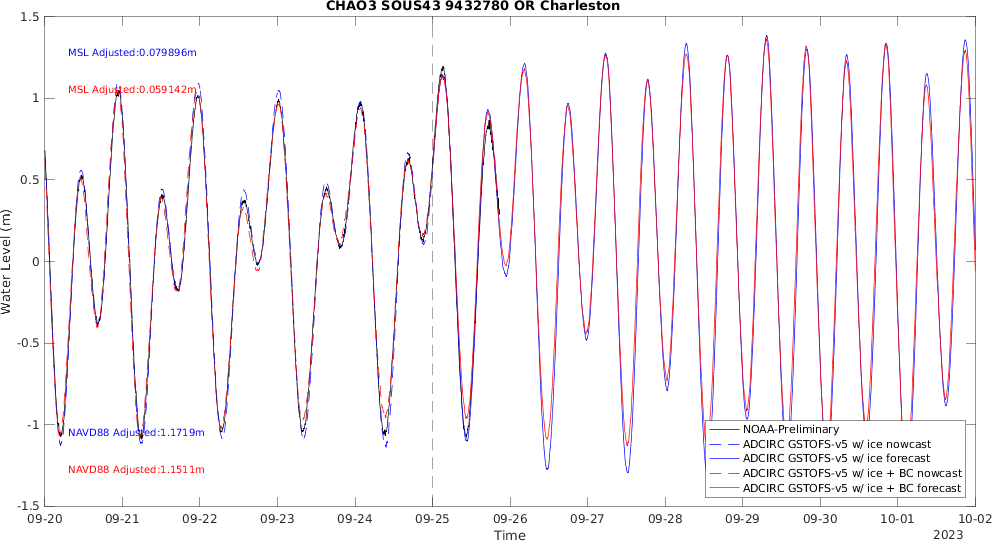 CHAO3 SOUS43 9432780 OR Charleston
1.5
MSL Adjusted:0.079896m
MSL Adjusted:0.059142m
1
0.5
0
-0.5
-1
-1.5
Water Level (m)
NAVD88 Adjusted:1.1719m
NAVD88 Adjusted:1.1511m
NOAA-Preliminary
ADCIRC GSTOFS-v5 w/ ice nowcast
ADCIRC GSTOFS-v5 w/ ice forecast
ADCIRC GSTOFS-v5 w/ ice + BC nowcast
ADCIRC GSTOFS-v5 w/ ice + BC forecast
09-20 09-21 09-22 09-23 09-24 09-25 09-26 09-27 09-28 09-29 09-30 10-01 10-02
Time
2023